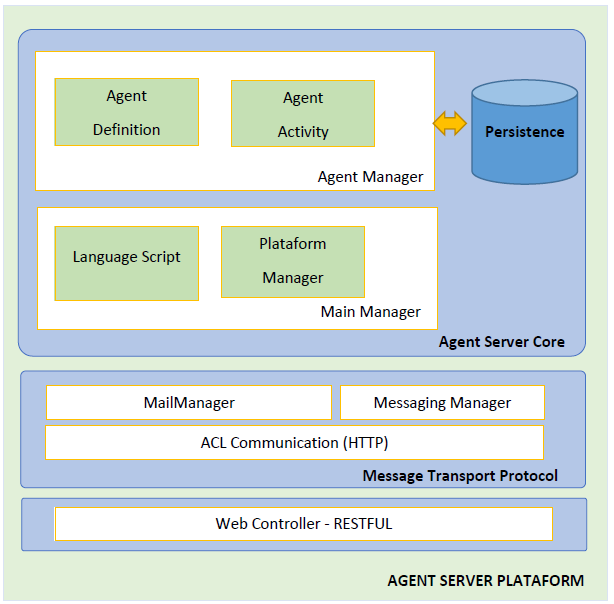 Agent
Definition
Agent
Activity
Agent Manager
Persistence
Language Script
Plataform
Manager
Main Manager
Agent Server Core
MailManager
Messaging Manager
ACL Communication (HTTP)
Message Transport Protocol
Web Controller - RESTFUL
AGENT SERVER PLATAFORM